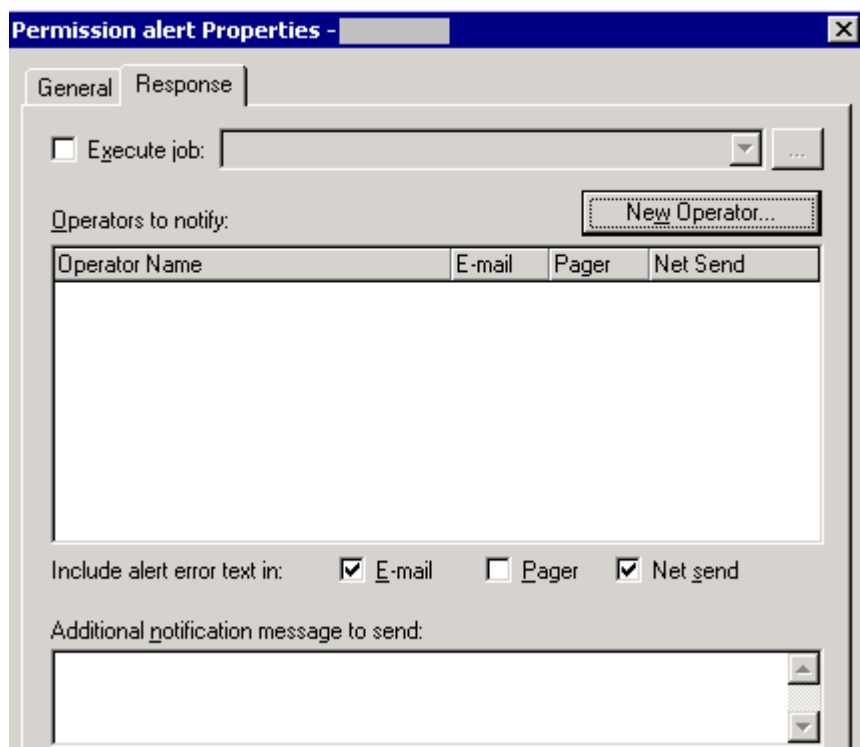 Permission alert Properties -
General Response
Execute job:
...
Operators to notify:
New Operator...
Operator Name E-mail Pager Net Send
Include alert error text in: E-mail Pager Net send
Additional notification message to send: